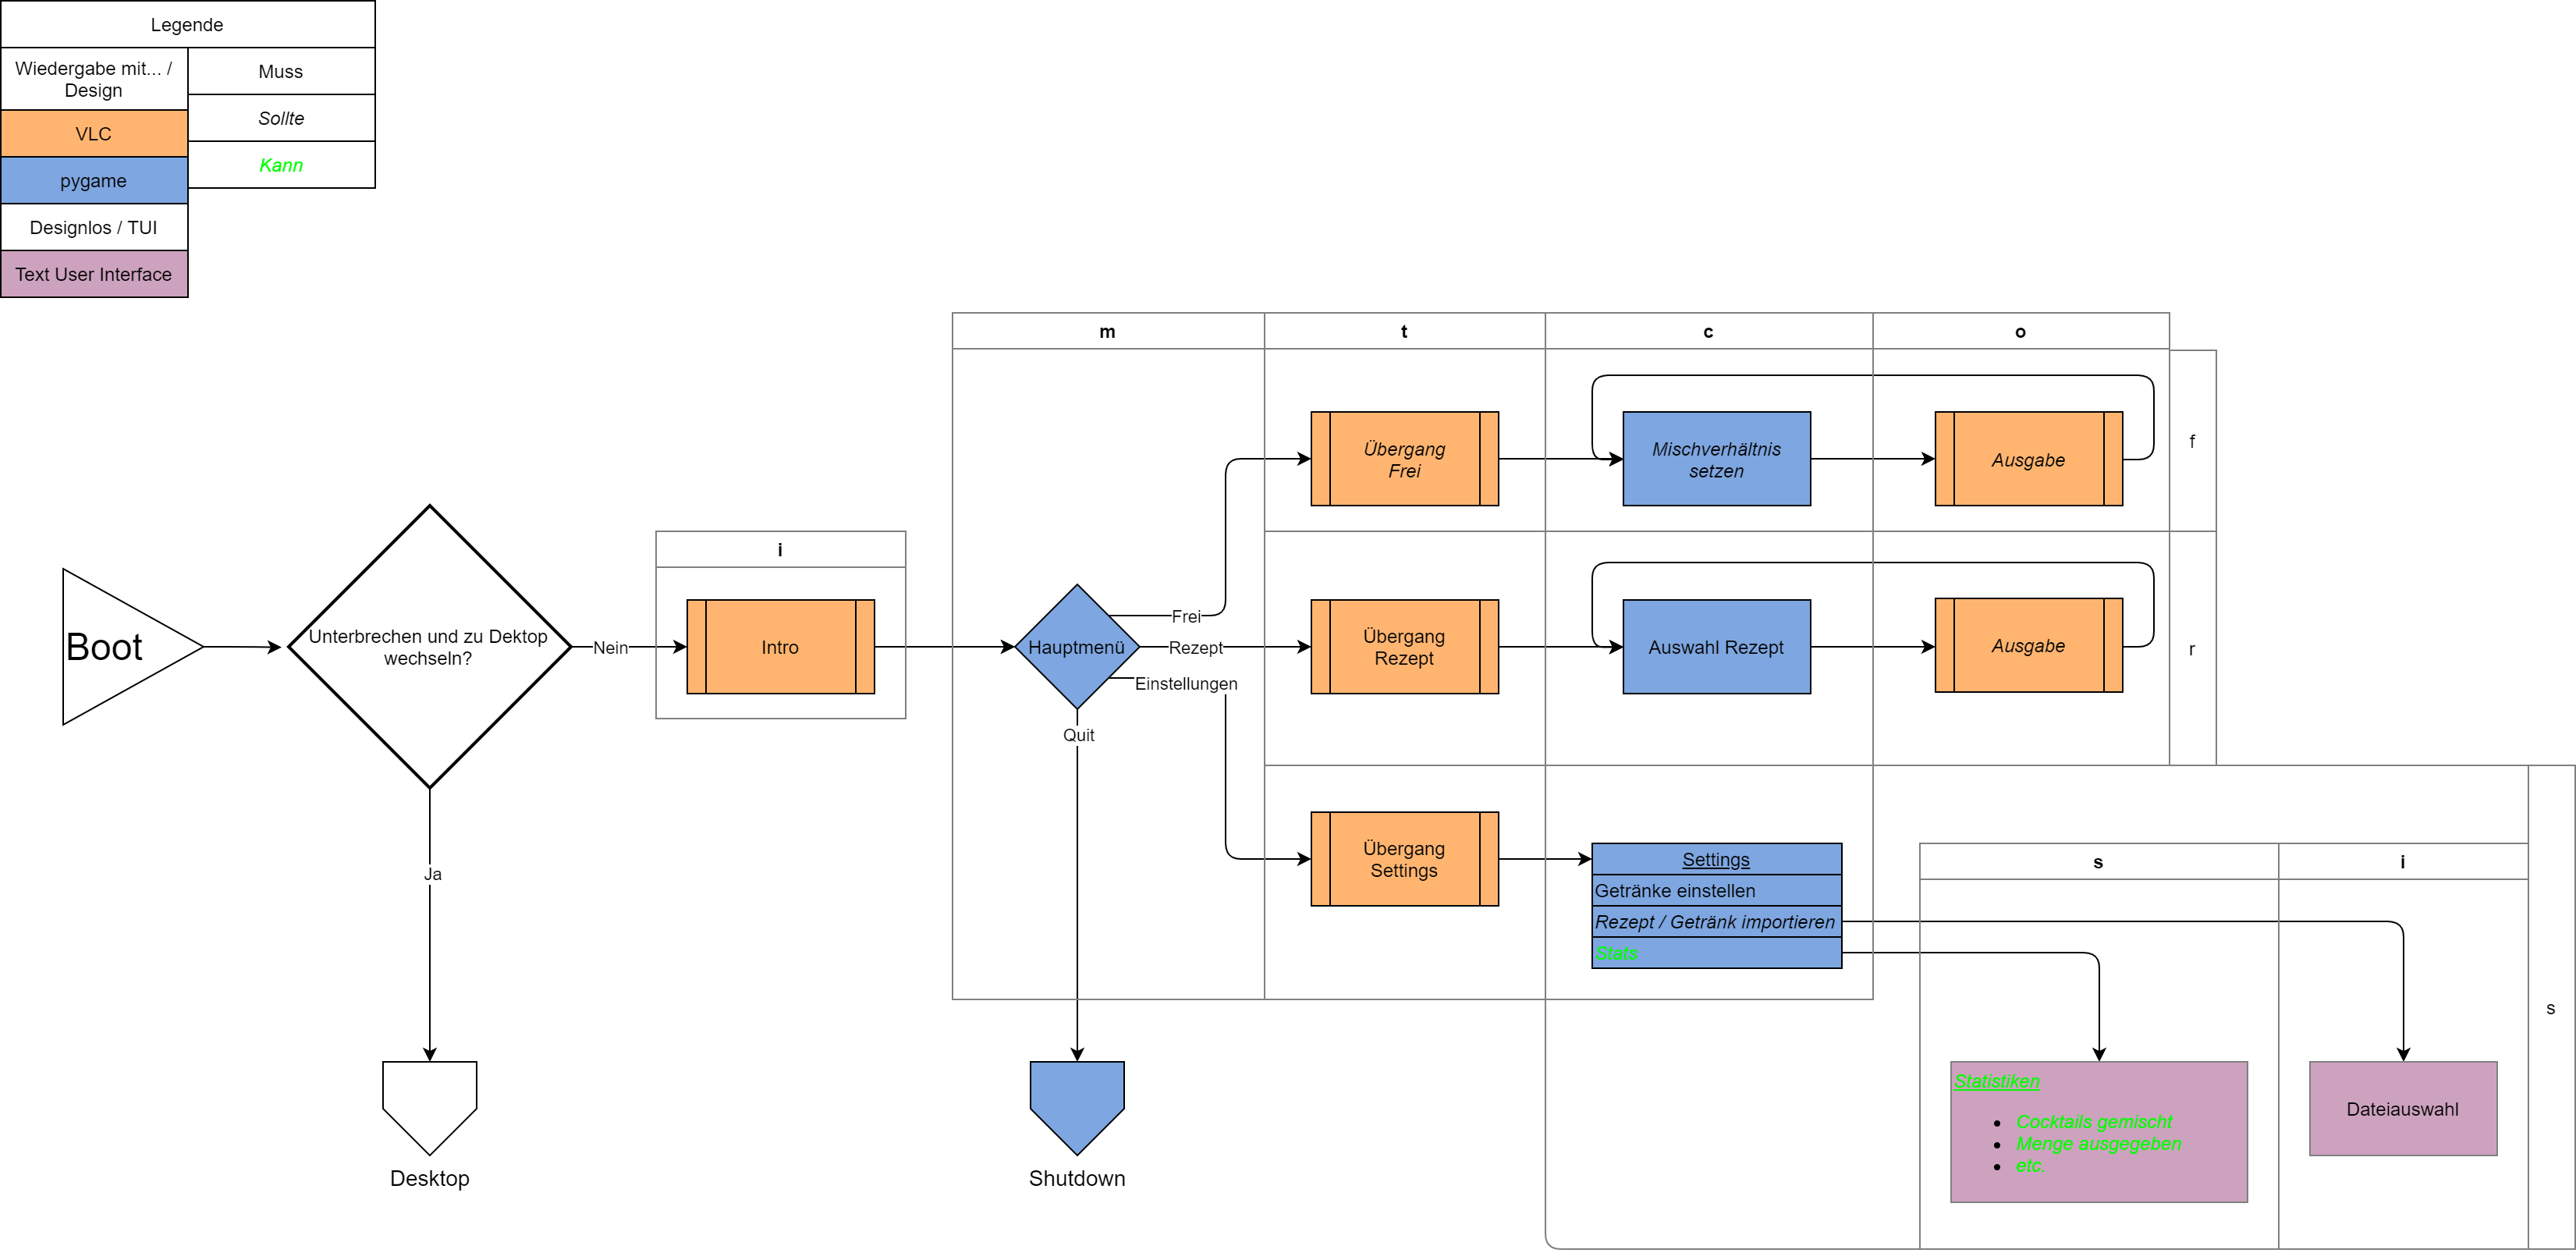 Legende
Wiedergabe mit... /
Design
Muss
Sollte
VLC
Kann
pygame
Designlos / TUI
Text User Interface
m
t
c
o
f
Übergang
Frei
Mischverhältnis
setzen
Ausgabe
i
Boot
Unterbrechen und zu Dektop
wechseln?
Nein
Intro
Hauptmenü
Frei
Rezept
Einstellungen
Quit
Übergang
Rezept
Auswahl Rezept
Ausgabe
r
Ja
Übergang
Settings
Settings
Getränke einstellen
Rezept / Getränk importieren
Stats
s
i
s
Statistiken
• Cocktails gemischt
• Menge ausgegeben
• etc.
Dateiauswahl
Desktop
Shutdown